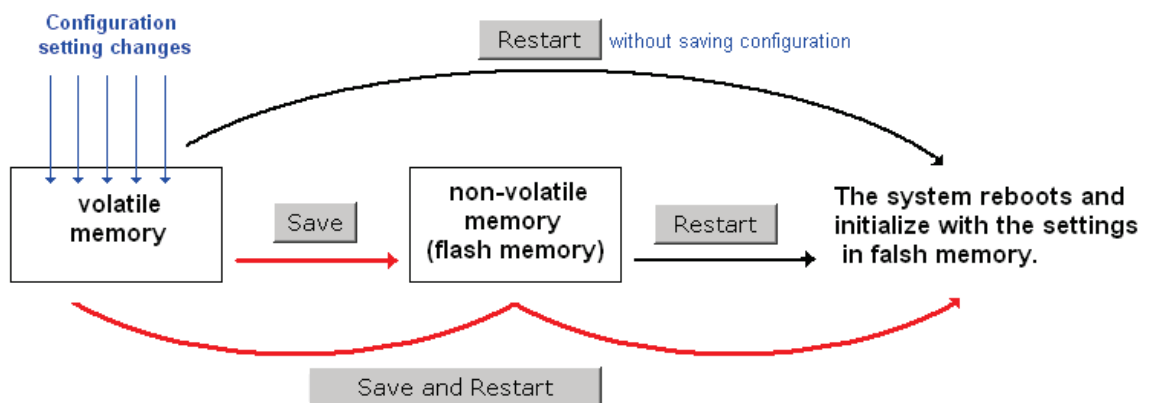 Configuration
setting changes
Restart without saving configuration
volatile
memory
Save
non-volatile
memory
(flash memory)
Restart
The system reboots and
initialize with the settings
in falsh memory.
Save and Restart